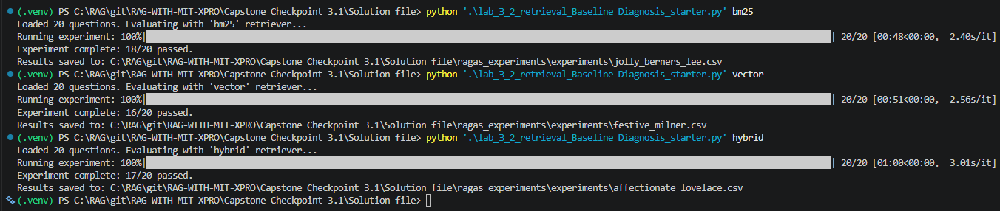 (.venv) PS C:\RAG\git\RAG-WITH-MIT-XPRO\Capstone Checkpoint 3.1\Solution file> python '.\lab_3_2_retrieval_Baseline Diagnosis_starter.py' bm25
Loaded 20 questions. Evaluating with 'bm25' retriever...
Running experiment: 100%| | 20/20 [00:48<00:00,  2.40s/it]
Experiment complete: 18/20 passed.
Results saved to: C:\RAG\git\RAG-WITH-MIT-XPRO\Capstone Checkpoint 3.1\Solution file\ragas_experiments\experiments\jolly_berners_lee.csv
(.venv) PS C:\RAG\git\RAG-WITH-MIT-XPRO\Capstone Checkpoint 3.1\Solution file> python '.\lab_3_2_retrieval_Baseline Diagnosis_starter.py' vector
Loaded 20 questions. Evaluating with 'vector' retriever...
Running experiment: 100%| | 20/20 [00:51<00:00,  2.56s/it]
Experiment complete: 16/20 passed.
Results saved to: C:\RAG\git\RAG-WITH-MIT-XPRO\Capstone Checkpoint 3.1\Solution file\ragas_experiments\experiments\festive_milner.csv
(.venv) PS C:\RAG\git\RAG-WITH-MIT-XPRO\Capstone Checkpoint 3.1\Solution file> python '.\lab_3_2_retrieval_Baseline Diagnosis_starter.py' hybrid
Loaded 20 questions. Evaluating with 'hybrid' retriever...
Running experiment: 100%| | 20/20 [01:00<00:00,  3.01s/it]
Experiment complete: 17/20 passed.
Results saved to: C:\RAG\git\RAG-WITH-MIT-XPRO\Capstone Checkpoint 3.1\Solution file\ragas_experiments\experiments\affectionate_lovelace.csv
(.venv) PS C:\RAG\git\RAG-WITH-MIT-XPRO\Capstone Checkpoint 3.1\Solution file>